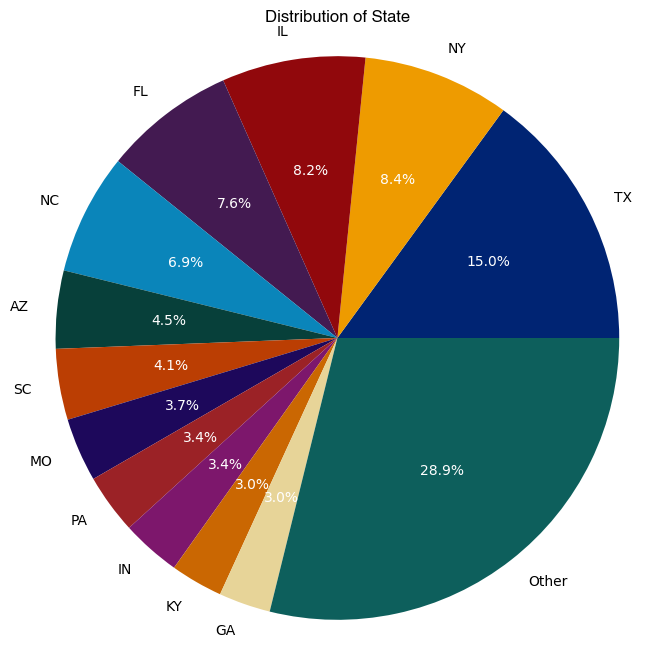 Distribution of State
IL
NY
FL
TX
NC
AZ
SC
MO
PA
IN
KY
GA
Other
8.2%
8.4%
7.6%
15.0%
6.9%
4.5%
4.1%
3.7%
3.4%
3.4%
3.0%
3.0%
28.9%